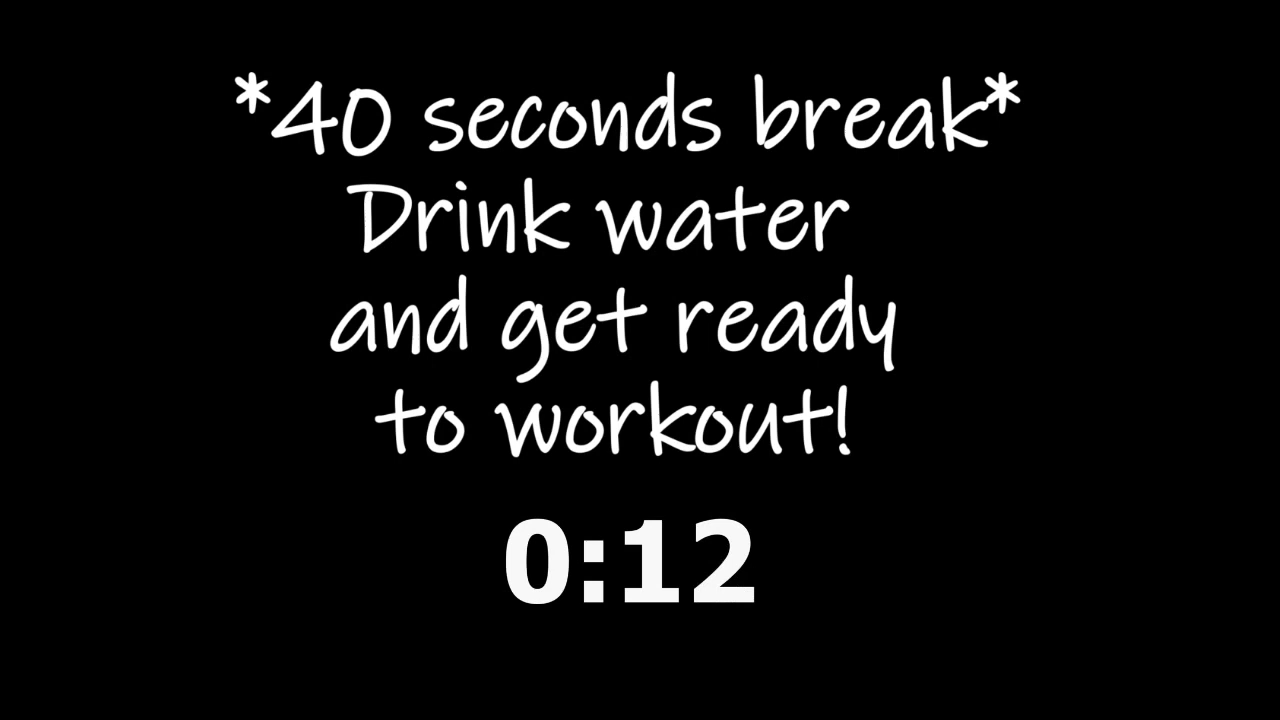 *40 seconds break*
Drink water
and get ready
to workout!
0:12